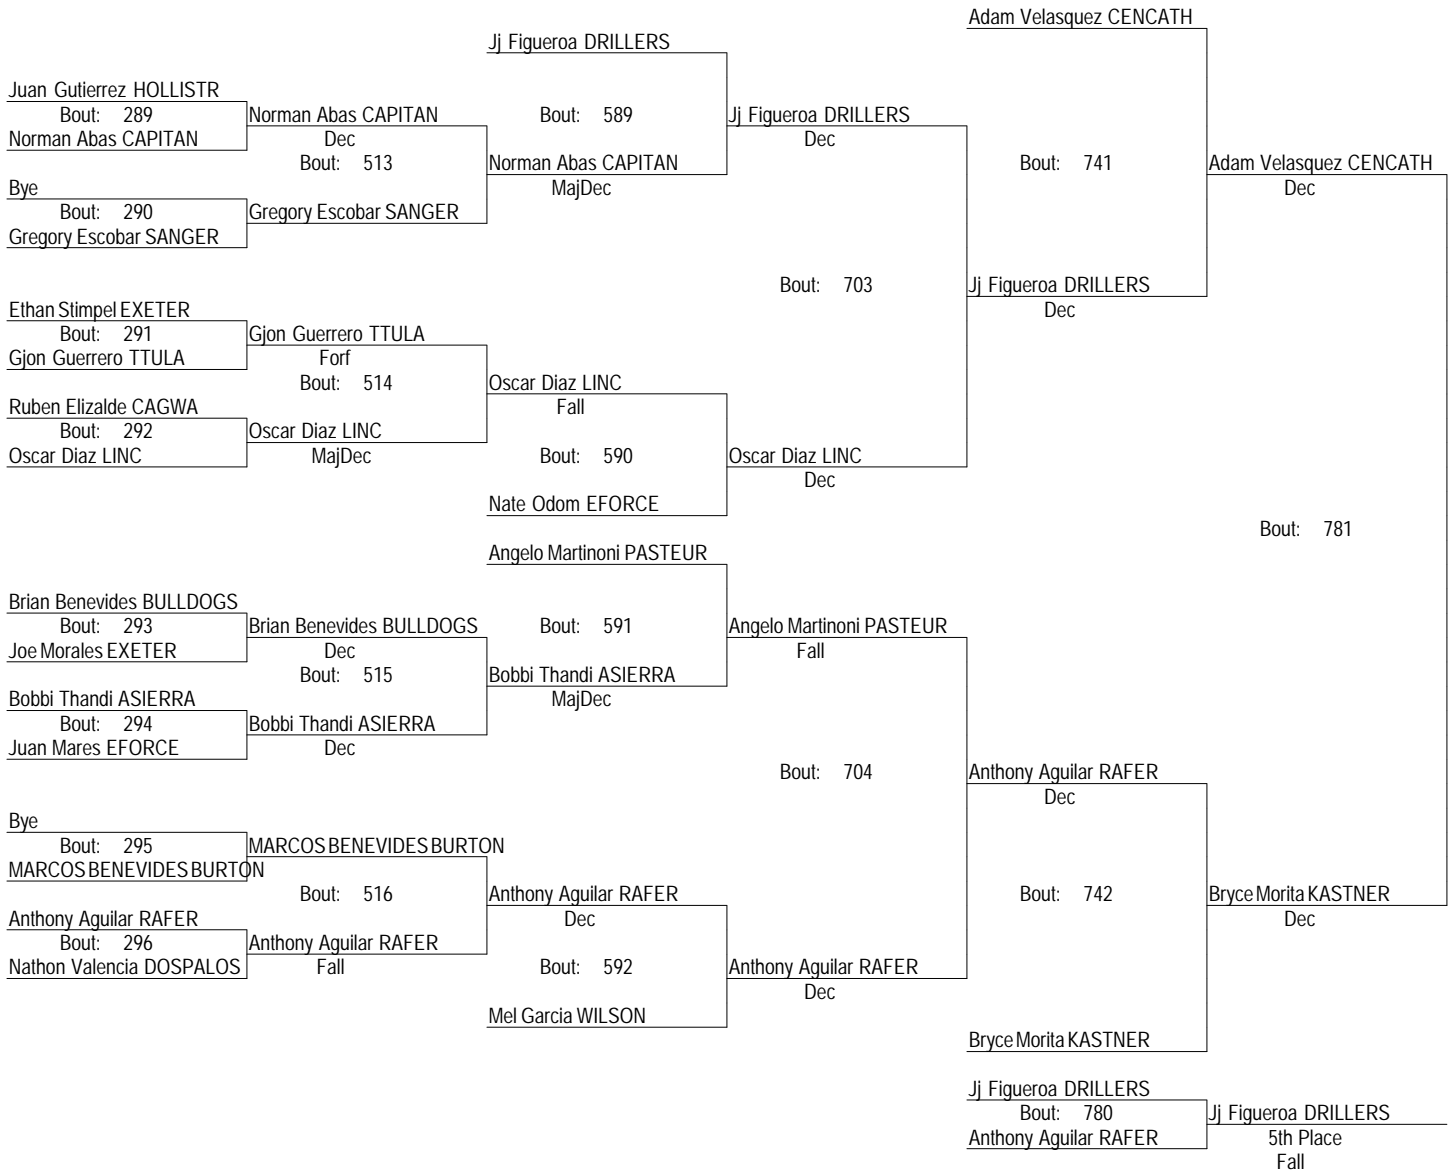 Adam Velasquez CENCATH
Jj Figueroa DRILLERS
Juan Gutierrez HOLLISTR
Bout: 289
Norman Abas CAPITAN
Norman Abas CAPITAN
Dec
Bout: 589
Jj Figueroa DRILLERS
Dec
Bout: 513
Norman Abas CAPITAN
MajDec
Bout: 741
Adam Velasquez CENCATH
Dec
Bye
Bout: 290
Gregory Escobar SANGER
Gregory Escobar SANGER
Bout: 703
Jj Figueroa DRILLERS
Dec
Ethan Stimpel EXETER
Bout: 291
Gjon Guerrero TTULA
Gjon Guerrero TTULA
Forf
Bout: 514
Oscar Diaz LINC
Fall
Ruben Elizalde CAGWA
Bout: 292
Oscar Diaz LINC
Oscar Diaz LINC
MajDec
Bout: 590
Oscar Diaz LINC
Dec
Nate Odom EFORCE
Bout: 781
Angelo Martinoni PASTEUR
Brian Benevides BULLDOGS
Bout: 293
Joe Morales EXETER
Brian Benevides BULLDOGS
Dec
Bout: 591
Angelo Martinoni PASTEUR
Fall
Bout: 515
Bobbi Thandi ASIERRA
MajDec
Bobbi Thandi ASIERRA
Bout: 294
Juan Mares EFORCE
Bobbi Thandi ASIERRA
Dec
Bout: 704
Anthony Aguilar RAFER
Dec
Bye
Bout: 295
MARCOS BENEVIDES BURTON
MARCOS BENEVIDES BURTON
Bout: 516
Anthony Aguilar RAFER
Dec
Bout: 742
Bryce Morita KASTNER
Dec
Anthony Aguilar RAFER
Bout: 296
Nathon Valencia DOSPALOS
Anthony Aguilar RAFER
Fall
Bout: 592
Anthony Aguilar RAFER
Dec
Mel Garcia WILSON
Bryce Morita KASTNER
Jj Figueroa DRILLERS
Bout: 780
Anthony Aguilar RAFER
Jj Figueroa DRILLERS
5th Place
Fall